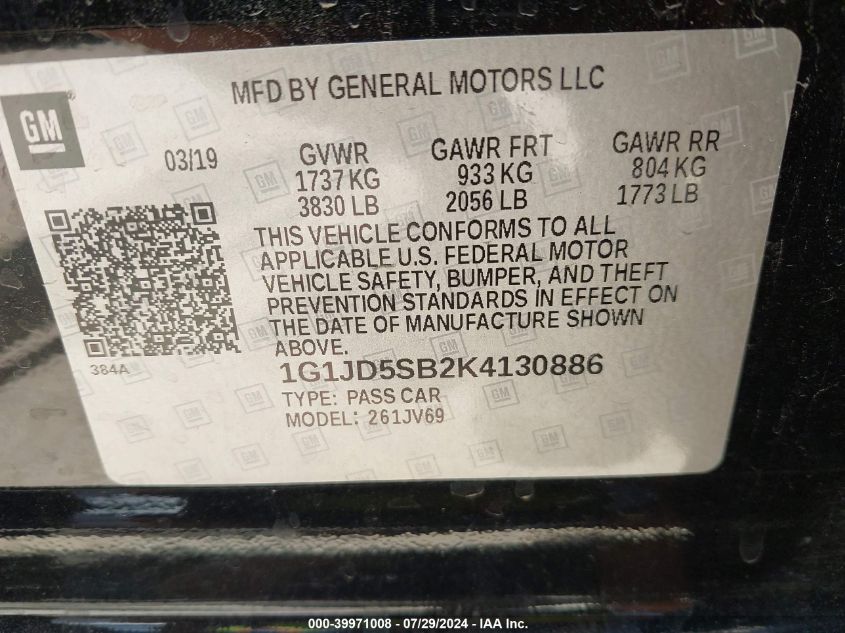 MFD BY GENERAL MOTORS LLC
GM
03/19
GVWR
1737 KG
3830 LB
GAWR FRT
933 KG
2056 LB
GAWR RR
804 KG
1773 LB
THIS VEHICLE CONFORMS TO ALL
APPLICABLE U.S. FEDERAL MOTOR
VEHICLE SAFETY, BUMPER, AND THEFT
PREVENTION STANDARDS IN EFFECT ON
THE DATE OF MANUFACTURE SHOWN
ABOVE.
384A
1G1JD5SB2K4130886
TYPE: PASS CAR
MODEL: 261JV69
000-39971008 - 07/29/2024 - IAA Inc.